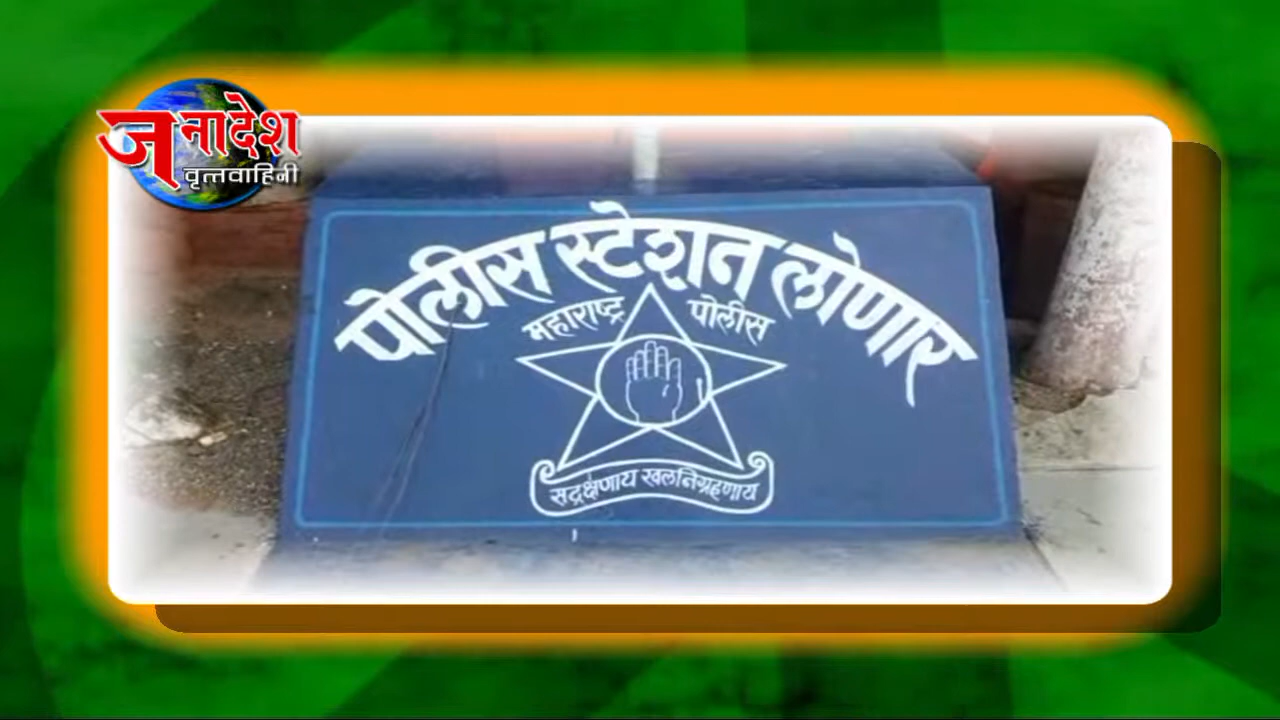 जनादेश
वृत्तवाहिनी
पोलीस स्टेशन लोणार
महाराष्ट्र पोलीस
सद्रक्षणाय खलनिग्रहणाय